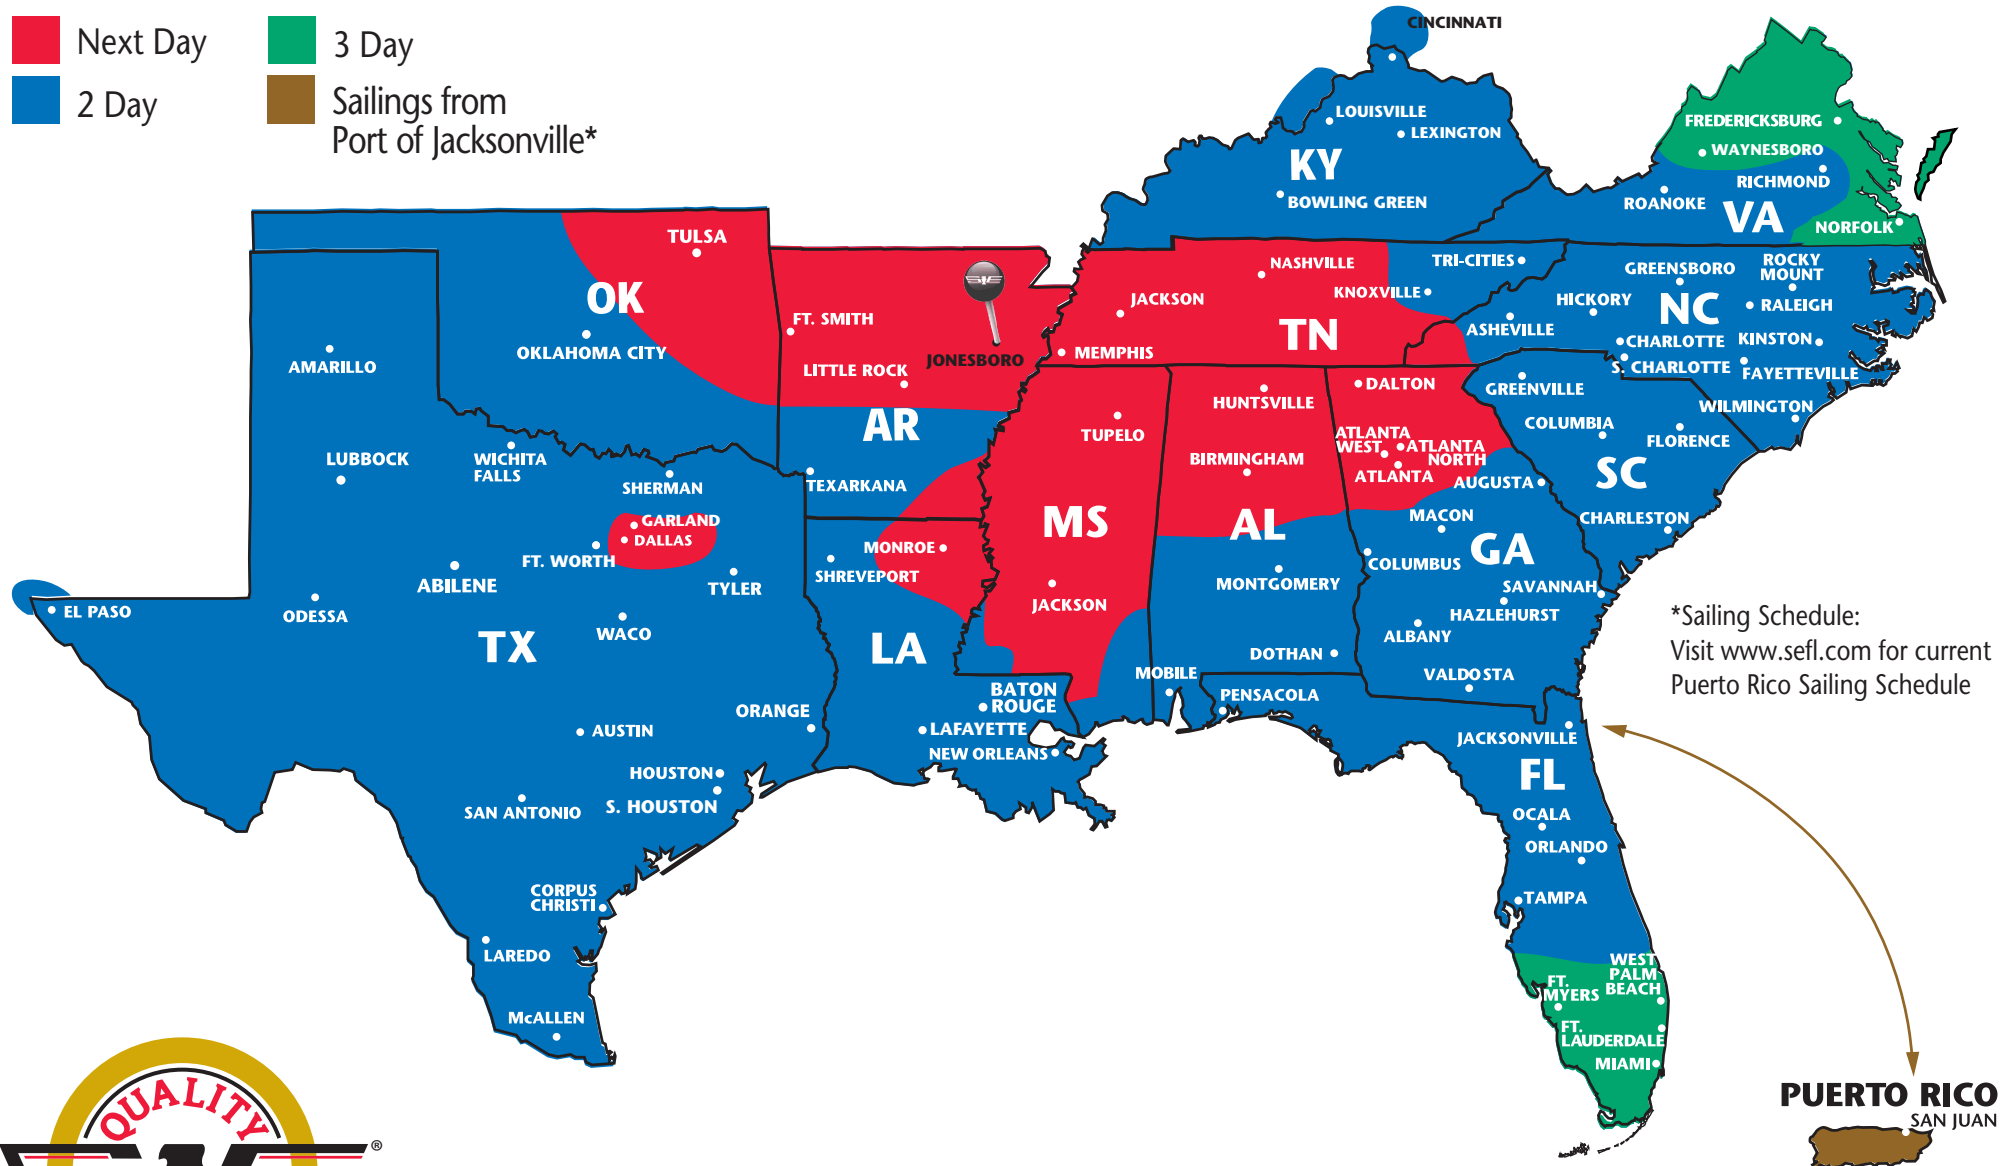 Next Day
3 Day
2 Day
Sailings from
Port of Jacksonville*
CINCINNATI
LOUISVILLE
LEXINGTON
KY
BOWLING GREEN
FREDERICKSBURG
WAYNESBORO
RICHMOND
ROANOKE
VA
NORFOLK
TULSA
OK
OKLAHOMA CITY
FT. SMITH
LITTLE ROCK
JONESBORO
AR
TEXARKANA
NASHVILLE
JACKSON
KNOXVILLE
TRI-CITIES
TN
MEMPHIS
GREENSBORO
ROCKY
MOUNT
HICKORY
NC
RALEIGH
ASHEVILLE
CHARLOTTE
KINSTON
S. CHARLOTTE
FAYETTEVILLE
WILMINGTON
GREENVILLE
COLUMBIA
FLORENCE
SC
CHARLESTON
AMARILLO
LUBBOCK
WICHITA
FALLS
SHERMAN
GARLAND
DALLAS
FT. WORTH
ABILENE
TYLER
EL PASO
ODESSA
WACO
TX
AUSTIN
ORANGE
HOUSTON
S. HOUSTON
SAN ANTONIO
CORPUS
CHRISTI
LAREDO
McALLEN
MONROE
SHREVEPORT
LA
BATON
ROUGE
LAFAYETTE
NEW ORLEANS
TUPELO
MS
JACKSON
HUNTSVILLE
BIRMINGHAM
AL
MONTGOMERY
DOTHAN
MOBILE
DALTON
ATLANTA
WEST
ATLANTA
NORTH
ATLANTA
AUGUSTA
MACON
GA
COLUMBUS
SAVANNAH
HAZLEHURST
ALBANY
VALDOSTA
PENSACOLA
JACKSONVILLE
FL
OCALA
ORLANDO
TAMPA
WEST
PALM
BEACH
FT.
MYERS
FT.
LAUDERDALE
MIAMI
*Sailing Schedule:
Visit www.sefl.com for current
Puerto Rico Sailing Schedule
PUERTO RICO
SAN JUAN
QUALITY
®